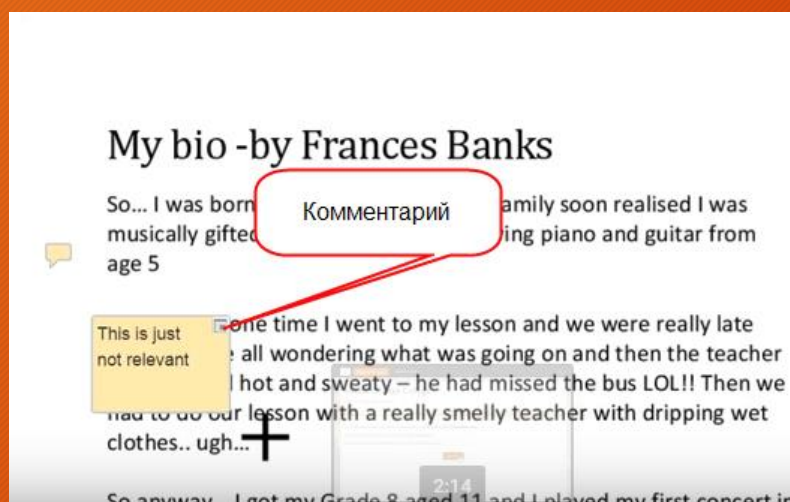 My bio -by Frances Banks
So... I was born amily soon realised I was
Комментарий
musically gifted ing piano and guitar from
age 5
This is just
not relevant
one time I went to my lesson and we were really late
all wondering what was going on and then the teacher
hot and sweaty – he had missed the bus LOL!! Then we
had to do our lesson with a really smelly teacher with dripping wet
clothes.. ugh...
2:14
So anyway... I got my Grade 8 aged 11 and I played my first concert in